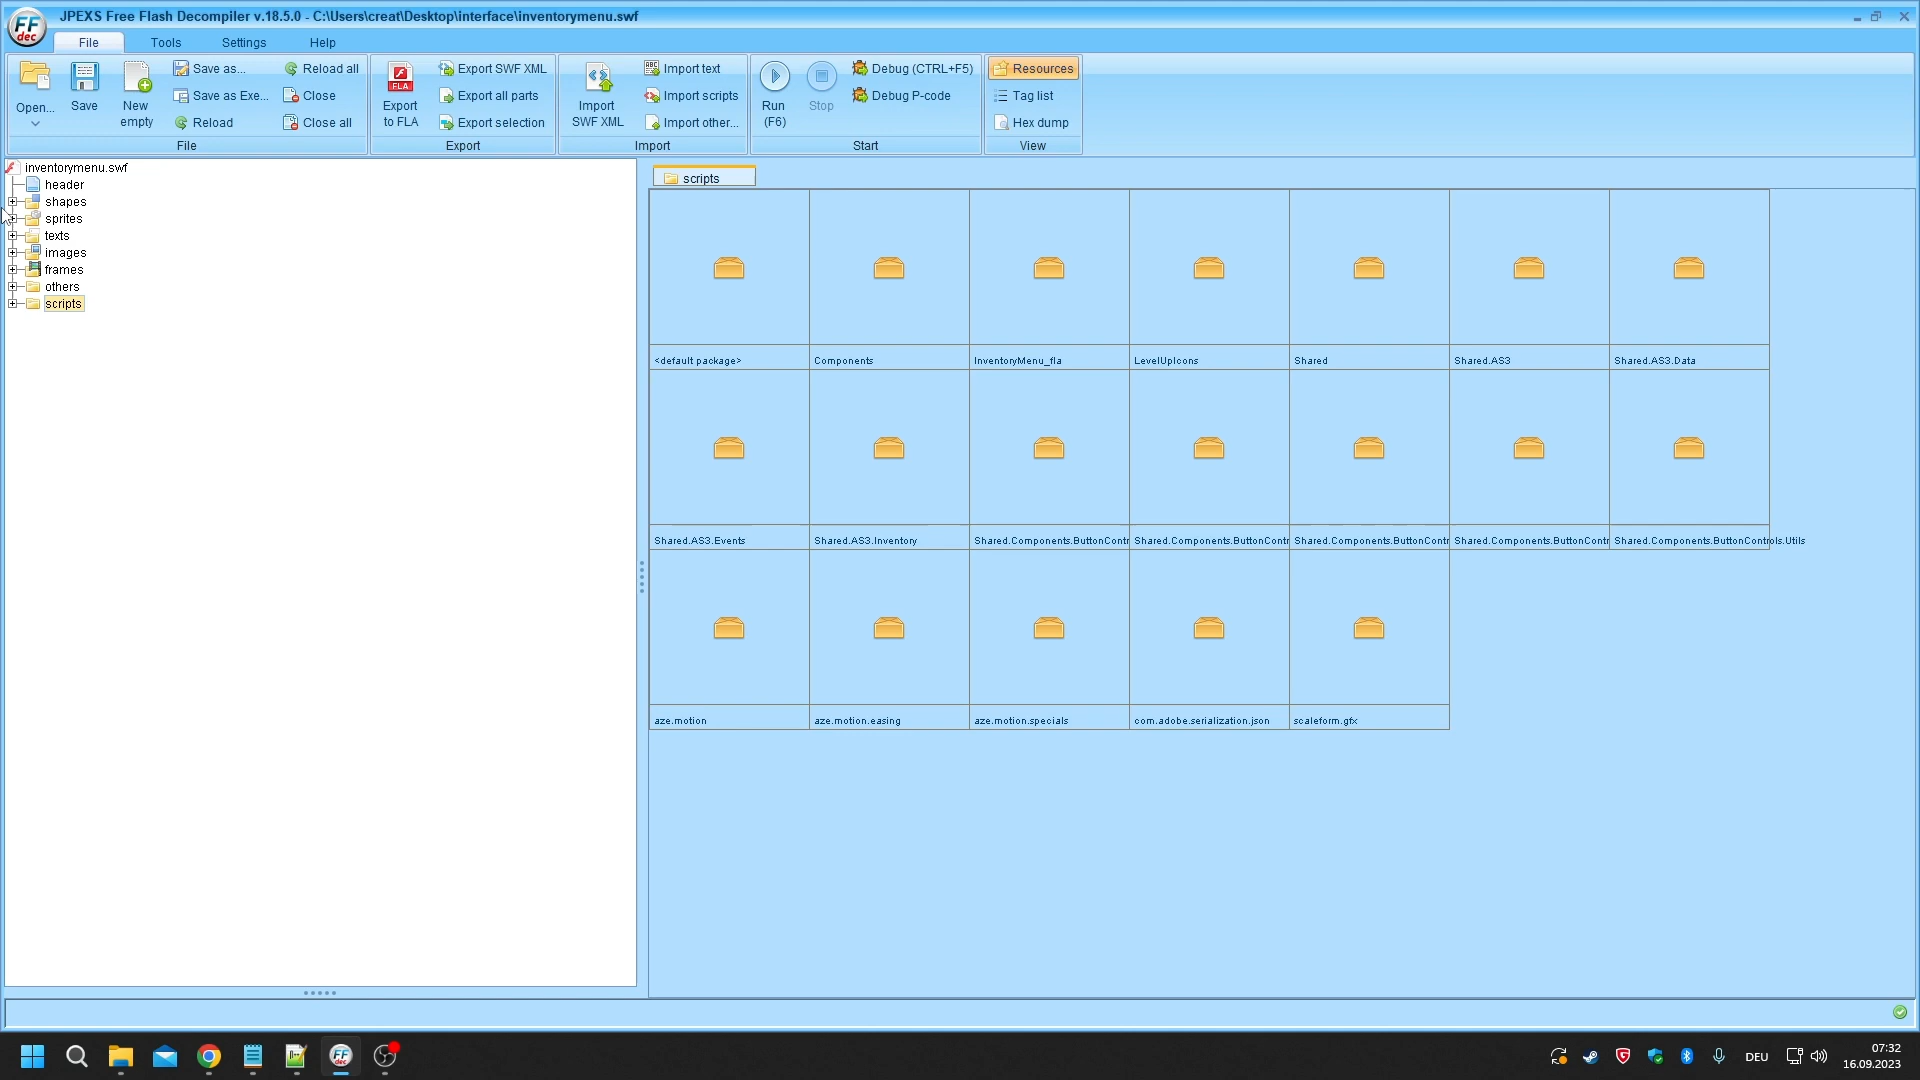 JPEXS Free Flash Decompiler v.18.5.0 - C:\Users\creat\Desktop\interface\inventorymenu.swf
FF
dec
File
Tools
Settings
Help
Open...
Save
New
empty
Save as...
Save as Exe...
Reload
Reload all
Close
Close all
File
FLA
Export
to FLA
Export SWF XML
Export all parts
Export selection
Export
Import
SWF XML
Import text
Import scripts
Import other...
Import
Run
(F6)
Stop
Debug (CTRL+F5)
Debug P-code
Start
Resources
Tag list
Hex dump
View
inventorymenu.swf
header
shapes
sprites
texts
images
frames
others
scripts
scripts
<default package>
Components
InventoryMenu_fla
LevelUpIcons
Shared
Shared.AS3
Shared.AS3.Data
Shared.AS3.Events
Shared.AS3.Inventory
Shared.Components.ButtonContr
Shared.Components.ButtonContr
Shared.Components.ButtonContr
Shared.Components.ButtonContr
Shared.Components.ButtonControls.Utils
aze.motion
aze.motion.easing
aze.motion.specials
com.adobe.serialization.json
scaleform.gfx
FF
dec
DEU
07:32
16.09.2023